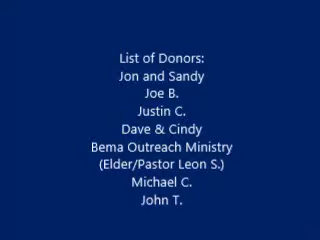 List of Donors:
Jon and Sandy
Joe B.
Justin C.
Dave & Cindy
Bema Outreach Ministry
(Elder/Pastor Leon S.)
Michael C.
John T.